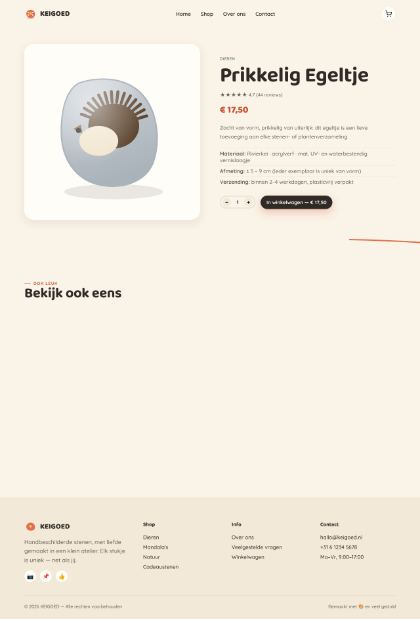 KEIGOED
Home Shop Over ons Contact
DIEREN
Prikkelig Egeltje
★★★★★ 4.7 (44 reviews)
€ 17,50
Zacht van vorm, prikkelig van uiterlijk: dit egeltje is een lieve
toevoeging aan elke stenen- of plantenverzameling.
Materiaal: Rivierkei · acrylverf · mat, UV- en waterbestendig
vernislaagje
Afmeting: ± 5 – 9 cm (ieder exemplaar is uniek van vorm)
Verzending: binnen 2–4 werkdagen, plasticvrij verpakt
− 1 +
In winkelwagen — € 17,50
— OOK LEUK
Bekijk ook eens
KEIGOED
Handbeschilderde stenen, met liefde
gemaakt in een klein atelier. Elk stukje
is uniek — net als jij.
Shop
Dieren
Mandala's
Natuur
Cadeaustenen
Info
Over ons
Veelgestelde vragen
Winkelwagen
Contact
hallo@keigoed.nl
+31 6 1234 5678
Ma–Vr, 9:00–17:00
© 2025 KEIGOED — Alle rechten voorbehouden
Gemaakt met 🎨 en veel geduld